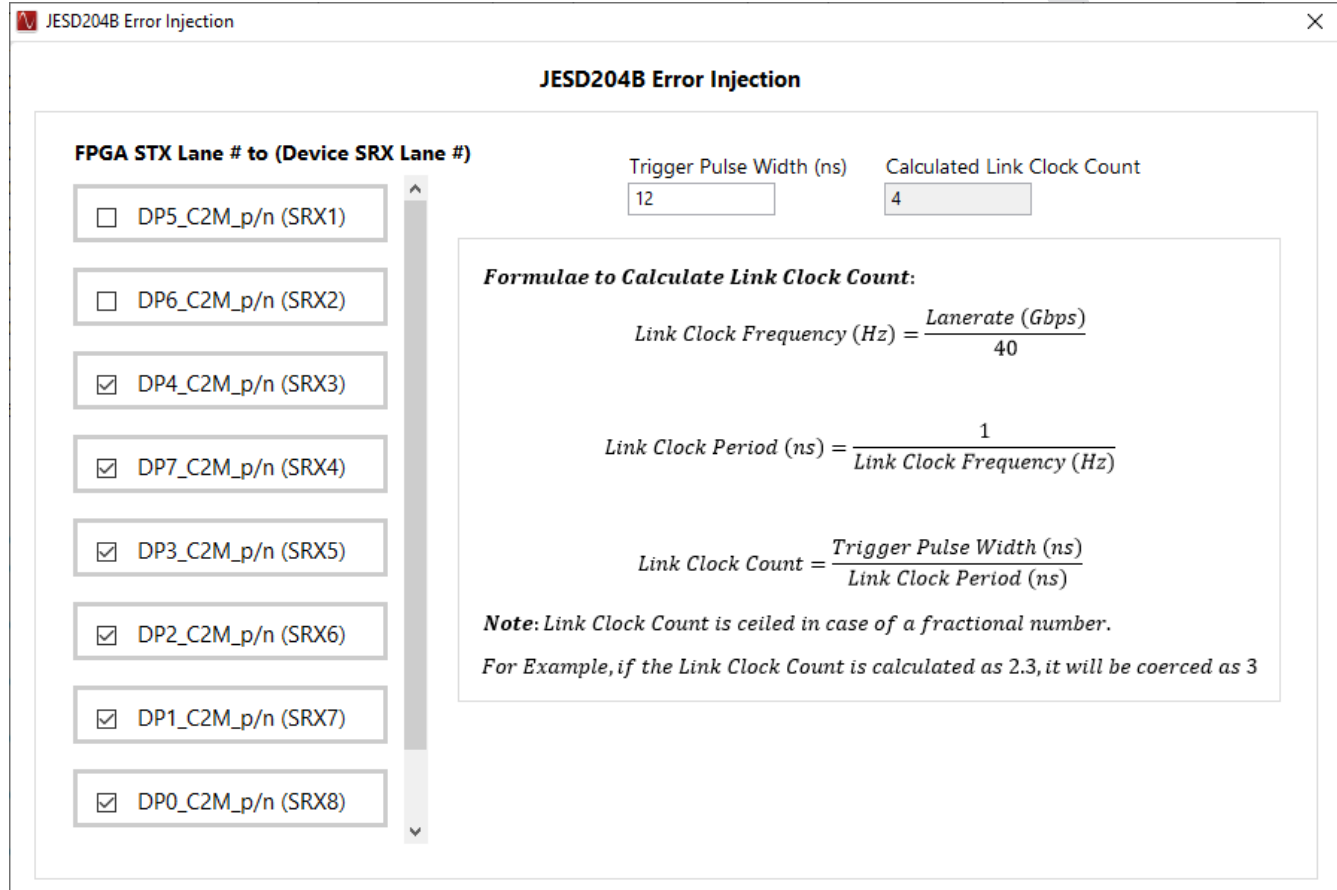 JESD204B Error Injection
JESD204B Error Injection
FPGA STX Lane # to (Device SRX Lane #)
DP5_C2M_p/n (SRX1)
DP6_C2M_p/n (SRX2)
DP4_C2M_p/n (SRX3)
DP7_C2M_p/n (SRX4)
DP3_C2M_p/n (SRX5)
DP2_C2M_p/n (SRX6)
DP1_C2M_p/n (SRX7)
DP0_C2M_p/n (SRX8)
Trigger Pulse Width (ns)
12
Calculated Link Clock Count
4
Formulae to Calculate Link Clock Count:
Link Clock Frequency (Hz) = Lanerate (Gbps) / 40
Link Clock Period (ns) = 1 / Link Clock Frequency (Hz)
Link Clock Count = Trigger Pulse Width (ns) / Link Clock Period (ns)
Note: Link Clock Count is ceiled in case of a fractional number.
For Example, if the Link Clock Count is calculated as 2.3, it will be coerced as 3